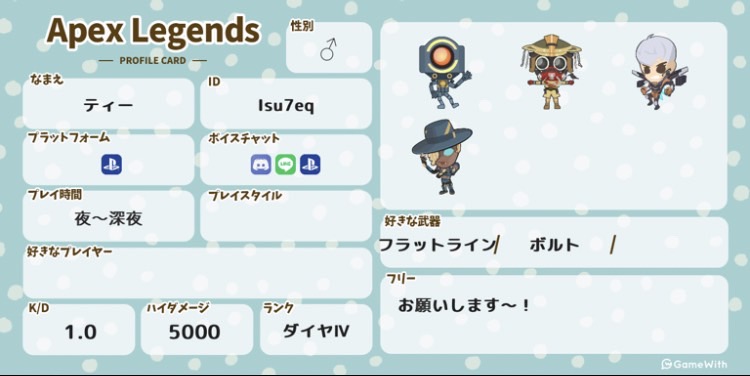 Apex Legends
PROFILE CARD
性別
♂
なまえ
ティー
ID
Isu7eq
プラットフォーム
ボイスチャット
LINE
プレイ時間
夜〜深夜
プレイスタイル
好きなプレイヤー
K/D
1.0
ハイダメージ
5000
ランク
ダイヤIV
好きな武器
フラットライン/ ボルト /
フリー
お願いします〜！
GameWith